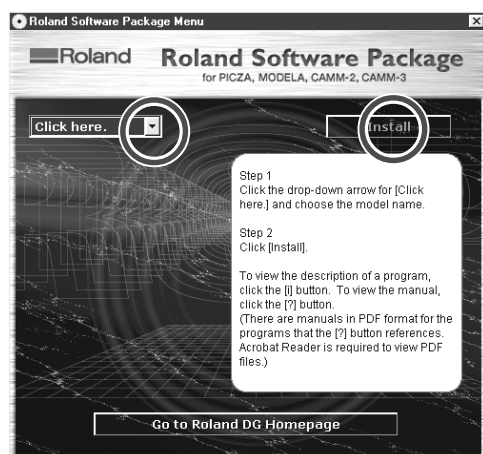 Roland Software Package Menu
Roland
Roland Software Package
for PICZA, MODELA, CAMM-2, CAMM-3
Click here.
Install
Step 1
Click the drop-down arrow for [Click
here.] and choose the model name.
Step 2
Click [Install].
To view the description of a program,
click the [i] button. To view the manual,
click the [?] button.
(There are manuals in PDF format for the
programs that the [?] button references.
Acrobat Reader is required to view PDF
files.)
Go to Roland DG Homepage